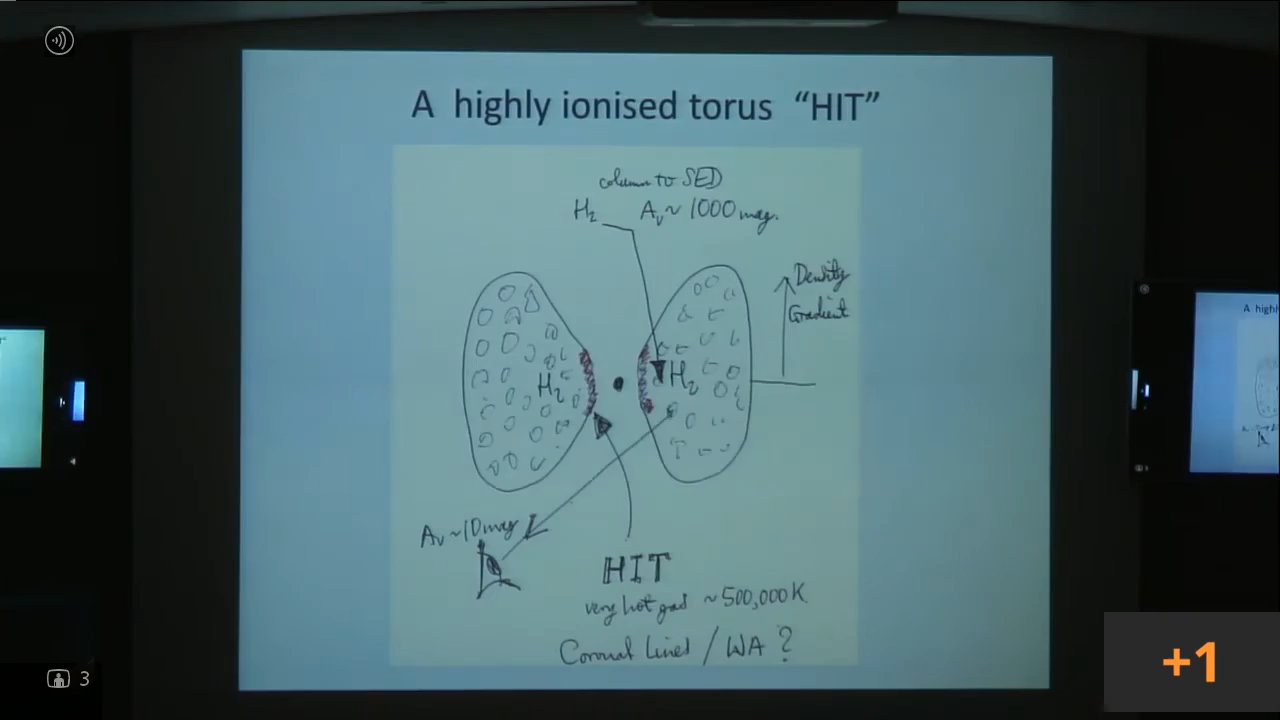 A highly ionised torus “HIT”
column to SED
H₂ Aᵥ ~ 1000 mag.
Density
Gradient
H₂
H₂
Aᵥ ~ 10 mag
HIT
very hot gas ~ 500,000 K
Coronal Lines / WA ?
3
+1
A highl